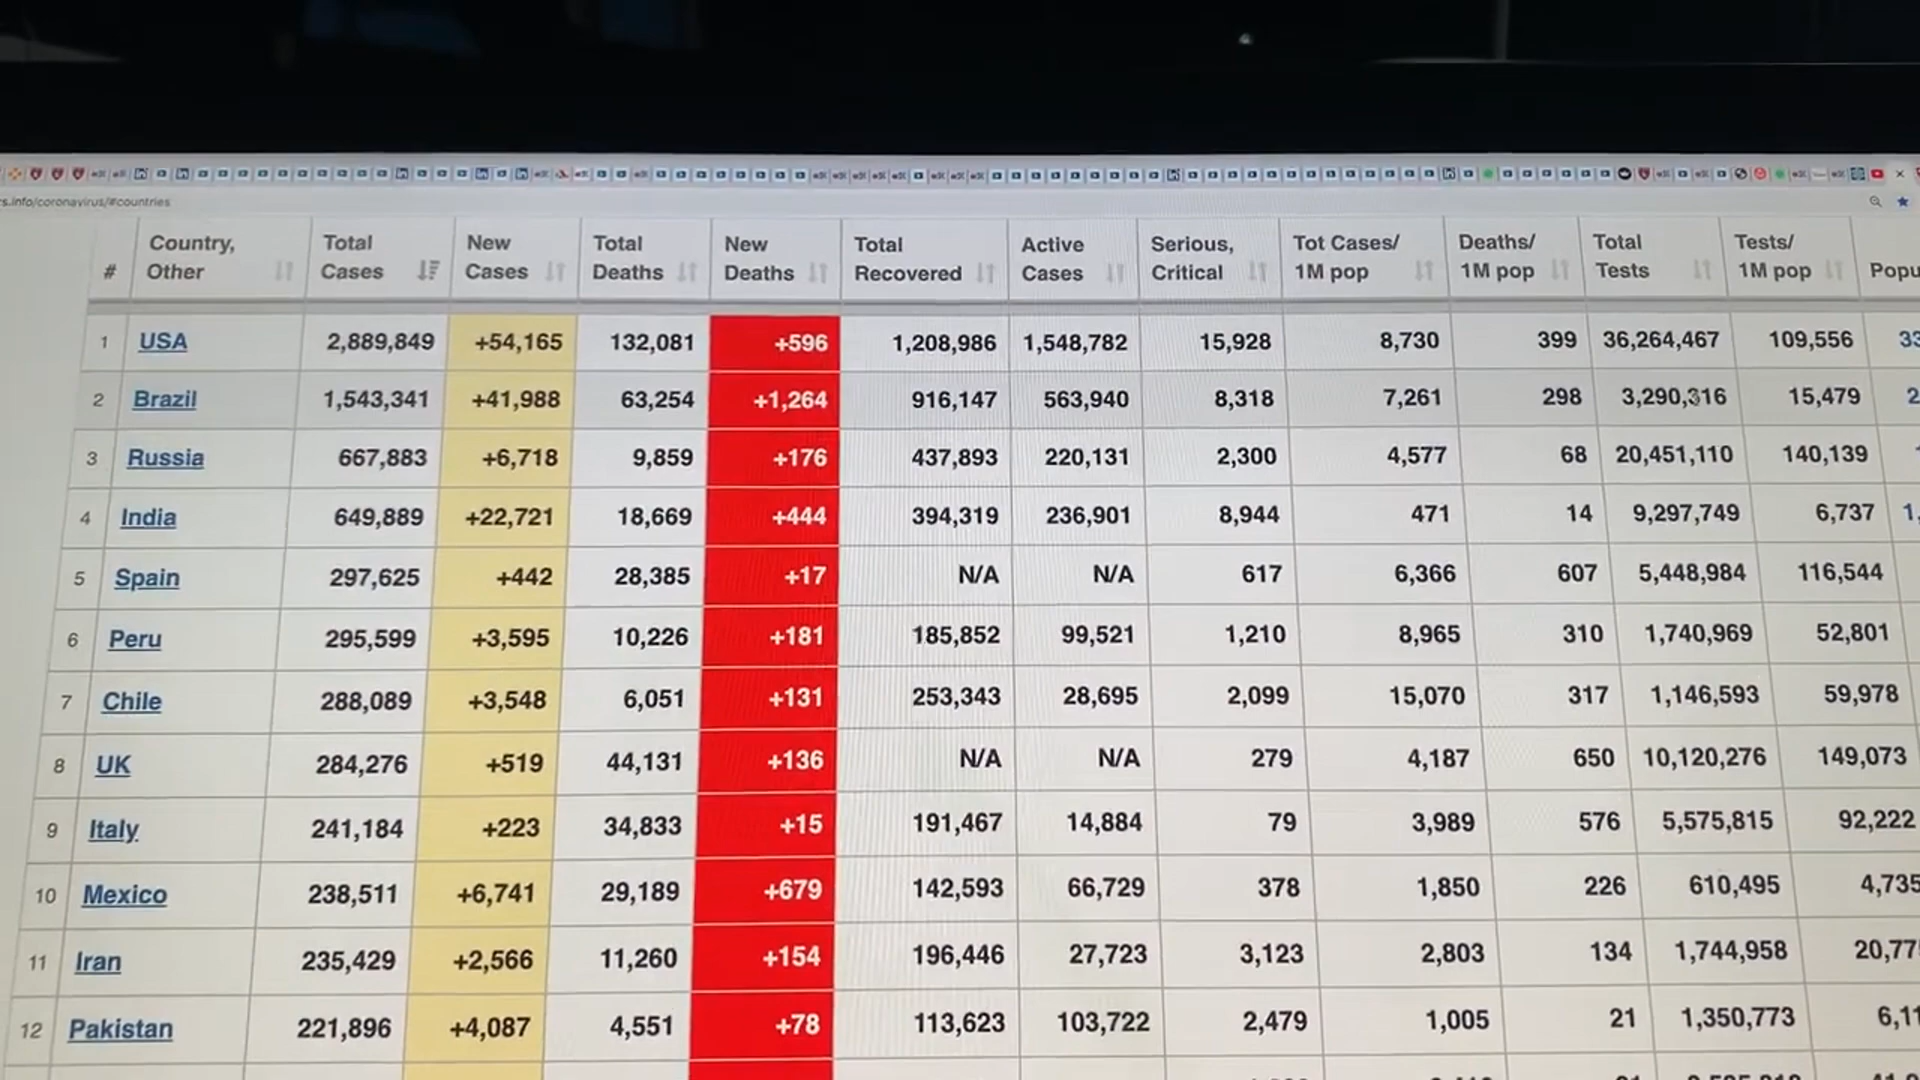 s.info/coronavirus/#countries
# Country, Other Total Cases New Cases Total Deaths New Deaths Total Recovered Active Cases Serious, Critical Tot Cases/ 1M pop Deaths/ 1M pop Total Tests Tests/ 1M pop Popu
1 USA 2,889,849 +54,165 132,081 +596 1,208,986 1,548,782 15,928 8,730 399 36,264,467 109,556 33
2 Brazil 1,543,341 +41,988 63,254 +1,264 916,147 563,940 8,318 7,261 298 3,290,316 15,479 2
3 Russia 667,883 +6,718 9,859 +176 437,893 220,131 2,300 4,577 68 20,451,110 140,139
4 India 649,889 +22,721 18,669 +444 394,319 236,901 8,944 471 14 9,297,749 6,737 1,
5 Spain 297,625 +442 28,385 +17 N/A N/A 617 6,366 607 5,448,984 116,544
6 Peru 295,599 +3,595 10,226 +181 185,852 99,521 1,210 8,965 310 1,740,969 52,801
7 Chile 288,089 +3,548 6,051 +131 253,343 28,695 2,099 15,070 317 1,146,593 59,978
8 UK 284,276 +519 44,131 +136 N/A N/A 279 4,187 650 10,120,276 149,073
9 Italy 241,184 +223 34,833 +15 191,467 14,884 79 3,989 576 5,575,815 92,222
10 Mexico 238,511 +6,741 29,189 +679 142,593 66,729 378 1,850 226 610,495 4,735
11 Iran 235,429 +2,566 11,260 +154 196,446 27,723 3,123 2,803 134 1,744,958 20,77
12 Pakistan 221,896 +4,087 4,551 +78 113,623 103,722 2,479 1,005 21 1,350,773 6,11